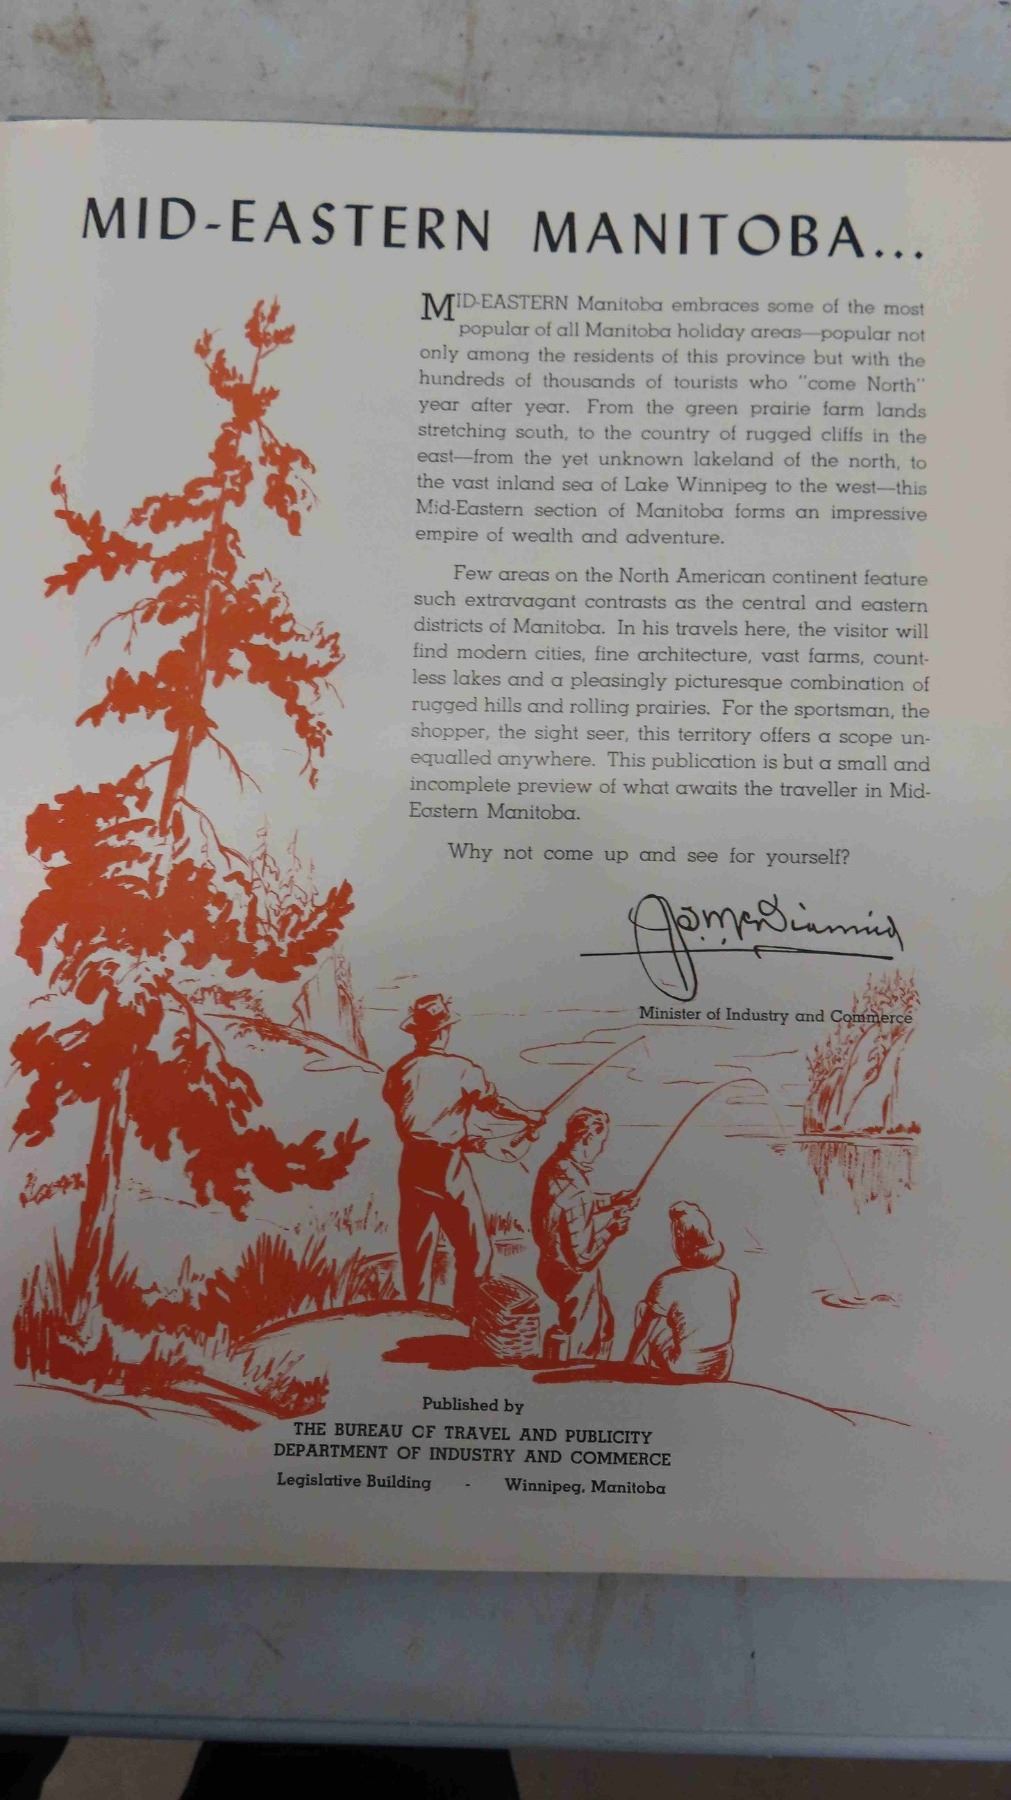 MID-EASTERN MANITOBA...
MID-EASTERN Manitoba embraces some of the most
popular of all Manitoba holiday areas—popular not
only among the residents of this province but with the
hundreds of thousands of tourists who "come North"
year after year. From the green prairie farm lands
stretching south, to the country of rugged cliffs in the
east—from the yet unknown lakeland of the north, to
the vast inland sea of Lake Winnipeg to the west—this
Mid-Eastern section of Manitoba forms an impressive
empire of wealth and adventure.
Few areas on the North American continent feature
such extravagant contrasts as the central and eastern
districts of Manitoba. In his travels here, the visitor will
find modern cities, fine architecture, vast farms, count-
less lakes and a pleasingly picturesque combination of
rugged hills and rolling prairies. For the sportsman, the
shopper, the sight seer, this territory offers a scope un-
equalled anywhere. This publication is but a small and
incomplete preview of what awaits the traveller in Mid-
Eastern Manitoba.
Why not come up and see for yourself?
McDiarmid
Minister of Industry and Commerce
Published by
THE BUREAU OF TRAVEL AND PUBLICITY
DEPARTMENT OF INDUSTRY AND COMMERCE
Legislative Building - Winnipeg, Manitoba